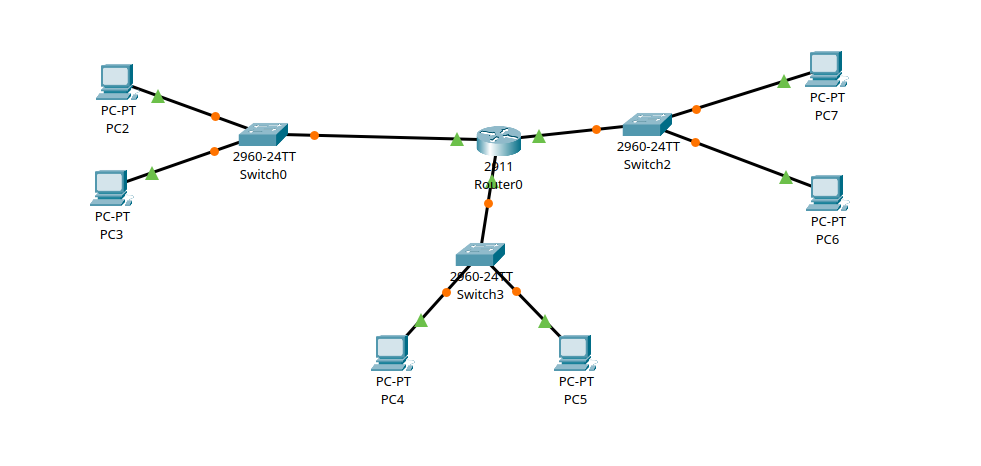 PC-PT
PC2
2960-24TT
Switch0
PC-PT
PC3
2911
Router0
2960-24TT
Switch2
PC-PT
PC7
PC-PT
PC6
2960-24TT
Switch3
PC-PT
PC4
PC-PT
PC5